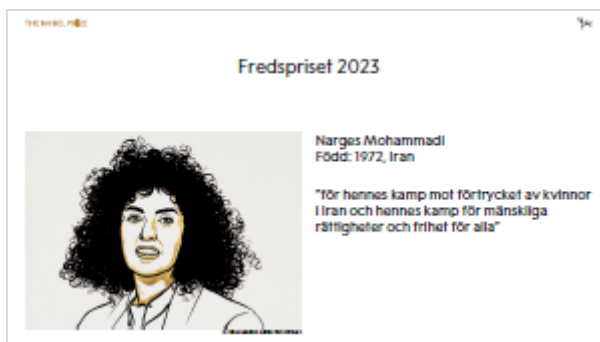 THE NOBEL PRIZE
Fredspriset 2023
Narges Mohammadi
Född: 1972, Iran
"för hennes kamp mot förtrycket av kvinnor
i Iran och hennes kamp för mänskliga
rättigheter och frihet för alla"